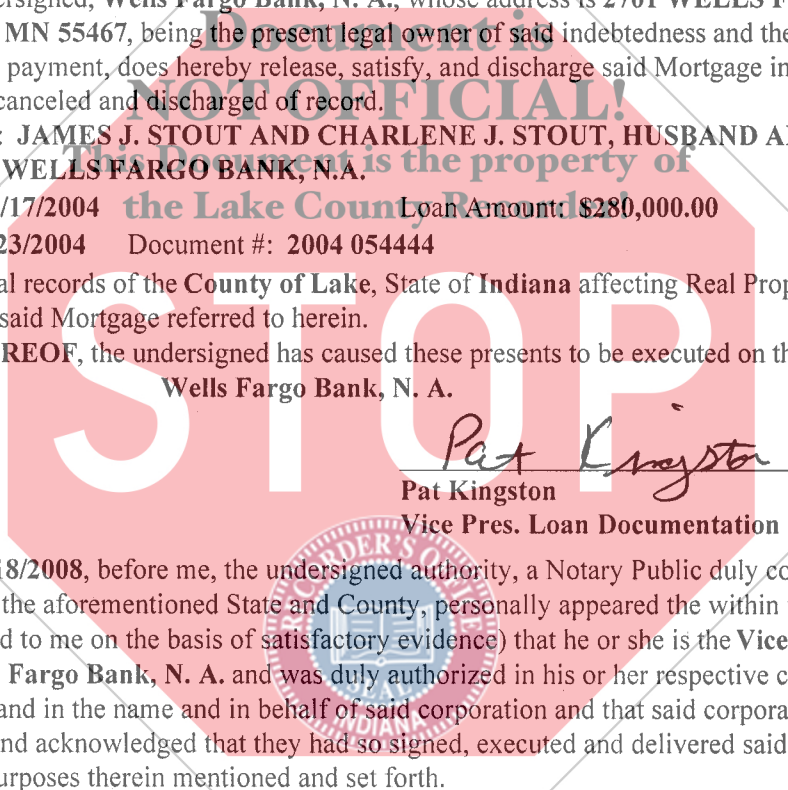 ersigned, Wells Fargo Bank, N. A., whose address is 2701 WELLS F
Document is
MN 55467, being the present legal owner of said indebtedness and the
payment, does hereby release, satisfy, and discharge said Mortgage in
NOT OFFICIAL!
canceled and discharged of record.
: JAMES J. STOUT AND CHARLENE J. STOUT, HUSBAND A
This Document is the property of
WELLS FARGO BANK, N.A.
the Lake County Recorder!
/17/2004 Loan Amount: $280,000.00
23/2004 Document #: 2004 054444
al records of the County of Lake, State of Indiana affecting Real Prop
said Mortgage referred to herein.
STOP
REOF, the undersigned has caused these presents to be executed on th
Wells Fargo Bank, N. A.
Pat Kingston
Pat Kingston
Vice Pres. Loan Documentation
18/2008, before me, the undersigned authority, a Notary Public duly co
the aforementioned State and County, personally appeared the within
d to me on the basis of satisfactory evidence) that he or she is the Vice
Fargo Bank, N. A. and was duly authorized in his or her respective c
and in the name and in behalf of said corporation and that said corpora
nd acknowledged that they had so signed, executed and delivered said
urposes therein mentioned and set forth.
RECORDER'S OFFICE
SEAL
INDIANA